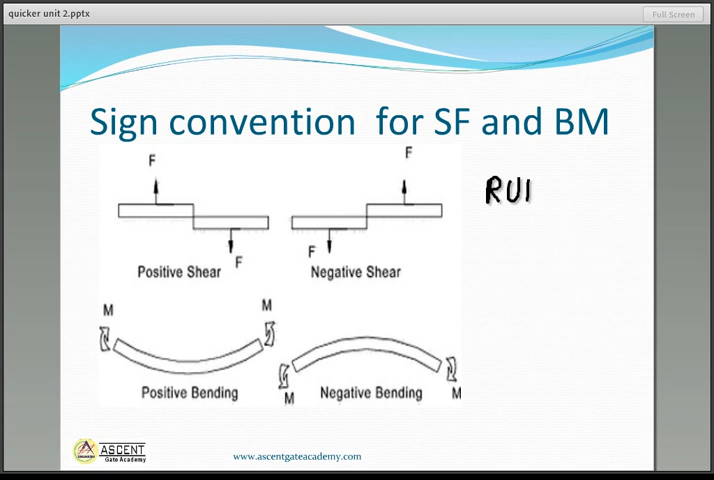 quicker unit 2.pptx
Full Screen
Sign convention for SF and BM
F
F
RUI
F
F
Positive Shear
Negative Shear
M
M
Positive Bending
Negative Bending
M
M
ASCENT
Gate Academy
www.ascentgateacademy.com